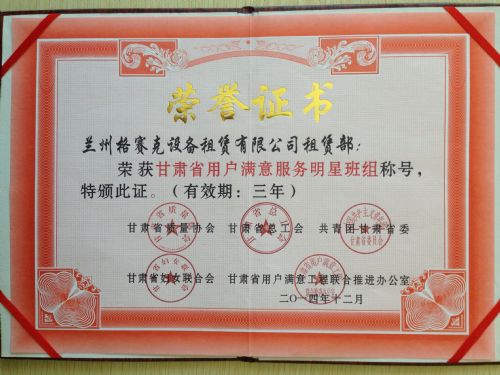 荣誉证书
兰州格赛克设备租赁有限公司租赁部：
荣获甘肃省用户满意服务明星班组称号，
特颁此证。（有效期：三年）
甘肃省质量协会 甘肃省总工会 共青团甘肃省委
甘肃省妇女联合会 甘肃省用户满意工程联合推进办公室
二〇一四年十二月